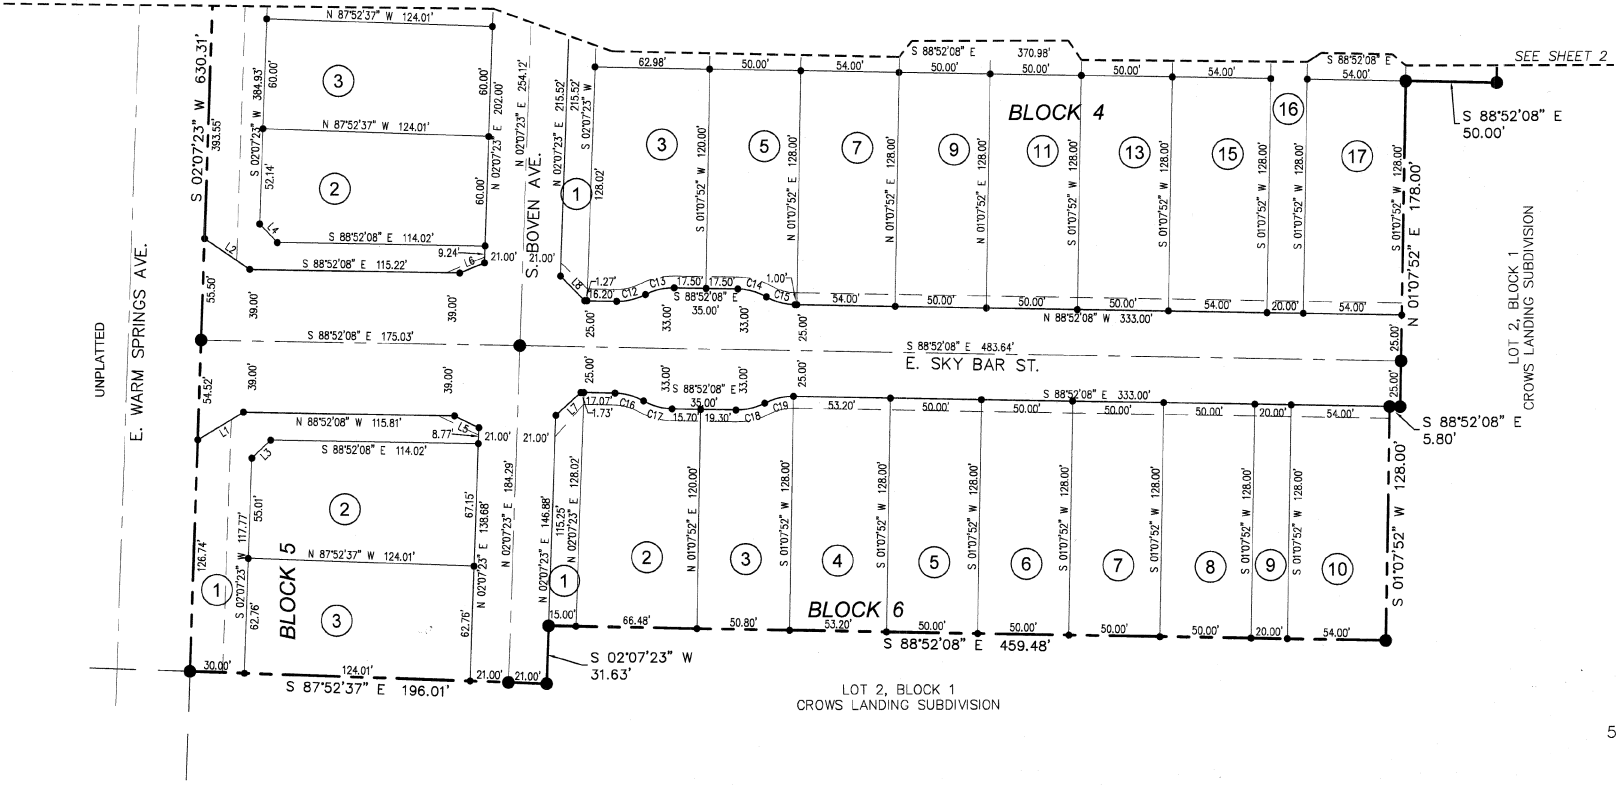 N 87°52'37" W 124.01'
S 88°52'08" E 370.98'
S 88°52'08" E
SEE SHEET 2
62.98'
50.00'
54.00'
50.00'
50.00'
50.00'
54.00'
54.00'
S 88°52'08" E
50.00'
S 02°07'23" W 630.31'
393.55'
S 02°07'23" W 384.93'
60.00'
3
60.00'
N 02°07'23" E 202.00'
N 02°07'23" E 254.12'
N 02°07'23" E 215.52'
215.52'
S 02°07'23" W
128.02'
BLOCK 4
16
N 87°52'37" W 124.01'
52.14'
2
60.00'
S. BOVEN AVE.
1
3
5
7
9
11
13
15
17
S 01°07'52" W 120.00'
N 01°07'52" E 128.00'
N 01°07'52" E 128.00'
N 01°07'52" E 128.00'
S 01°07'52" W 128.00'
S 01°07'52" W 128.00'
S 01°07'52" W 128.00'
S 01°07'52" W 128.00'
S 01°07'52" W 128.00'
N 01°07'52" E 178.00'
LOT 2, BLOCK 1
CROWS LANDING SUBDIVISION
L4
L2
S 88°52'08" E 114.02'
9.24'
L6
21.00'
21.00'
S 88°52'08" E 115.22'
L8
1.27'
16.20'
C12
C13
17.50'
17.50'
C14
1.00'
C15
S 88°52'08" E
35.00'
54.00'
50.00'
50.00'
50.00'
54.00'
20.00'
54.00'
N 88°52'08" W 333.00'
UNPLATTED
E. WARM SPRINGS AVE.
55.50'
39.00'
39.00'
25.00'
33.00'
33.00'
25.00'
25.00'
S 88°52'08" E 175.03'
S 88°52'08" E 483.64'
E. SKY BAR ST.
54.52'
39.00'
39.00'
25.00'
33.00'
33.00'
25.00'
25.00'
S 88°52'08" E
35.00'
S 88°52'08" E 333.00'
17.07'
C16
C17
15.70'
19.30'
C18
C19
53.20'
50.00'
50.00'
50.00'
50.00'
20.00'
54.00'
S 88°52'08" E
5.80'
L7
1.73'
N 88°52'08" W 115.81'
L1
L5
8.77'
21.00'
21.00'
L3
S 88°52'08" E 114.02'
126.74'
S 02°07'23" W 117.77'
55.01'
2
67.15'
N 02°07'23" E 138.68'
N 02°07'23" E 184.29'
N 02°07'23" E 146.88'
115.25'
N 02°07'23" E 128.02'
N 01°07'52" E 120.00'
S 01°07'52" W 128.00'
S 01°07'52" W 128.00'
S 01°07'52" W 128.00'
S 01°07'52" W 128.00'
S 01°07'52" W 128.00'
S 01°07'52" W 128.00'
S 01°07'52" W 128.00'
S 01°07'52" W 128.00'
N 87°52'37" W 124.01'
1
BLOCK 5
62.76'
3
62.76'
1
2
3
4
5
6
7
8
9
10
BLOCK 6
15.00'
66.48'
50.80'
53.20'
50.00'
50.00'
50.00'
50.00'
20.00'
54.00'
S 88°52'08" E 459.48'
S 02°07'23" W
31.63'
30.00'
124.01'
21.00'
21.00'
S 87°52'37" E 196.01'
LOT 2, BLOCK 1
CROWS LANDING SUBDIVISION
5